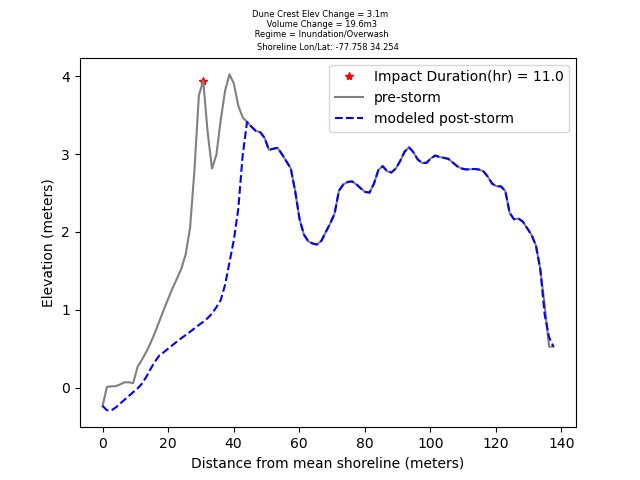 Dune Crest Elev Change = 3.1m
Volume Change = 19.6m3
Regime = Inundation/Overwash
Shoreline Lon/Lat: -77.758 34.254
Impact Duration(hr) = 11.0
pre-storm
modeled post-storm
Elevation (meters)
4
3
2
1
0
0 20 40 60 80 100 120 140
Distance from mean shoreline (meters)